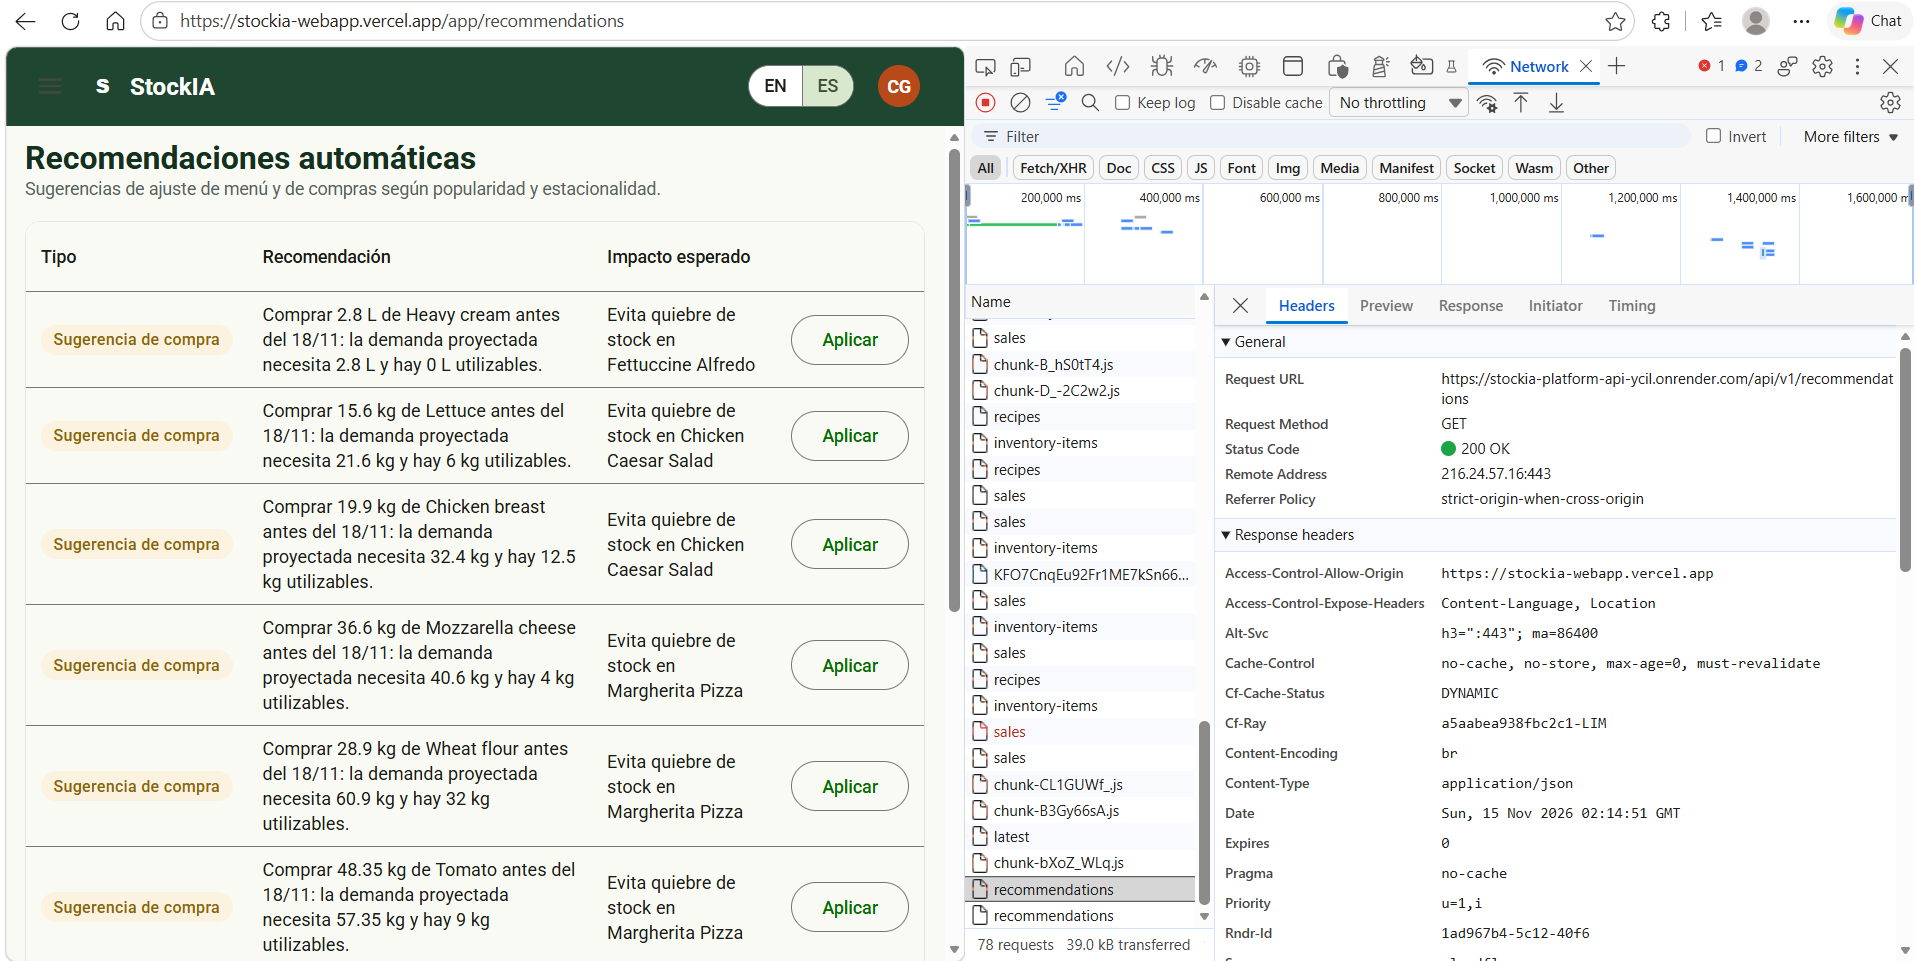 https://stockia-webapp.vercel.app/app/recommendations
Chat
S StockIA
EN ES
CG
Recomendaciones automáticas
Sugerencias de ajuste de menú y de compras según popularidad y estacionalidad.
Tipo Recomendación Impacto esperado
Sugerencia de compra
Comprar 2.8 L de Heavy cream antes
del 18/11: la demanda proyectada
necesita 2.8 L y hay 0 L utilizables.
Evita quiebre de
stock en
Fettuccine Alfredo
Aplicar
Sugerencia de compra
Comprar 15.6 kg de Lettuce antes del
18/11: la demanda proyectada
necesita 21.6 kg y hay 6 kg utilizables.
Evita quiebre de
stock en Chicken
Caesar Salad
Aplicar
Sugerencia de compra
Comprar 19.9 kg de Chicken breast
antes del 18/11: la demanda
proyectada necesita 32.4 kg y hay 12.5
kg utilizables.
Evita quiebre de
stock en Chicken
Caesar Salad
Aplicar
Sugerencia de compra
Comprar 36.6 kg de Mozzarella cheese
antes del 18/11: la demanda
proyectada necesita 40.6 kg y hay 4 kg
utilizables.
Evita quiebre de
stock en
Margherita Pizza
Aplicar
Sugerencia de compra
Comprar 28.9 kg de Wheat flour antes
del 18/11: la demanda proyectada
necesita 60.9 kg y hay 32 kg
utilizables.
Evita quiebre de
stock en
Margherita Pizza
Aplicar
Sugerencia de compra
Comprar 48.35 kg de Tomato antes del
18/11: la demanda proyectada
necesita 57.35 kg y hay 9 kg
utilizables.
Evita quiebre de
stock en
Margherita Pizza
Aplicar
Network
1 2
Keep log Disable cache No throttling
Filter Invert More filters
All Fetch/XHR Doc CSS JS Font Img Media Manifest Socket Wasm Other
200,000 ms 400,000 ms 600,000 ms 800,000 ms 1,000,000 ms 1,200,000 ms 1,400,000 ms 1,600,000 m
Name
sales
chunk-B_hS0tT4.js
chunk-D_-2C2w2.js
recipes
inventory-items
recipes
sales
sales
inventory-items
KFO7CnqEu92Fr1ME7kSn66...
sales
inventory-items
sales
recipes
inventory-items
sales
sales
chunk-CL1GUWf_.js
chunk-B3Gy66sA.js
latest
chunk-bXoZ_WLq.js
recommendations
recommendations
78 requests 39.0 kB transferred
Headers Preview Response Initiator Timing
General
Request URL https://stockia-platform-api-ycil.onrender.com/api/v1/recommendat
ions
Request Method GET
Status Code 200 OK
Remote Address 216.24.57.16:443
Referrer Policy strict-origin-when-cross-origin
Response headers
Access-Control-Allow-Origin https://stockia-webapp.vercel.app
Access-Control-Expose-Headers Content-Language, Location
Alt-Svc h3=":443"; ma=86400
Cache-Control no-cache, no-store, max-age=0, must-revalidate
Cf-Cache-Status DYNAMIC
Cf-Ray a5aabea938fbc2c1-LIM
Content-Encoding br
Content-Type application/json
Date Sun, 15 Nov 2026 02:14:51 GMT
Expires 0
Pragma no-cache
Priority u=1,i
Rndr-Id 1ad967b4-5c12-40f6